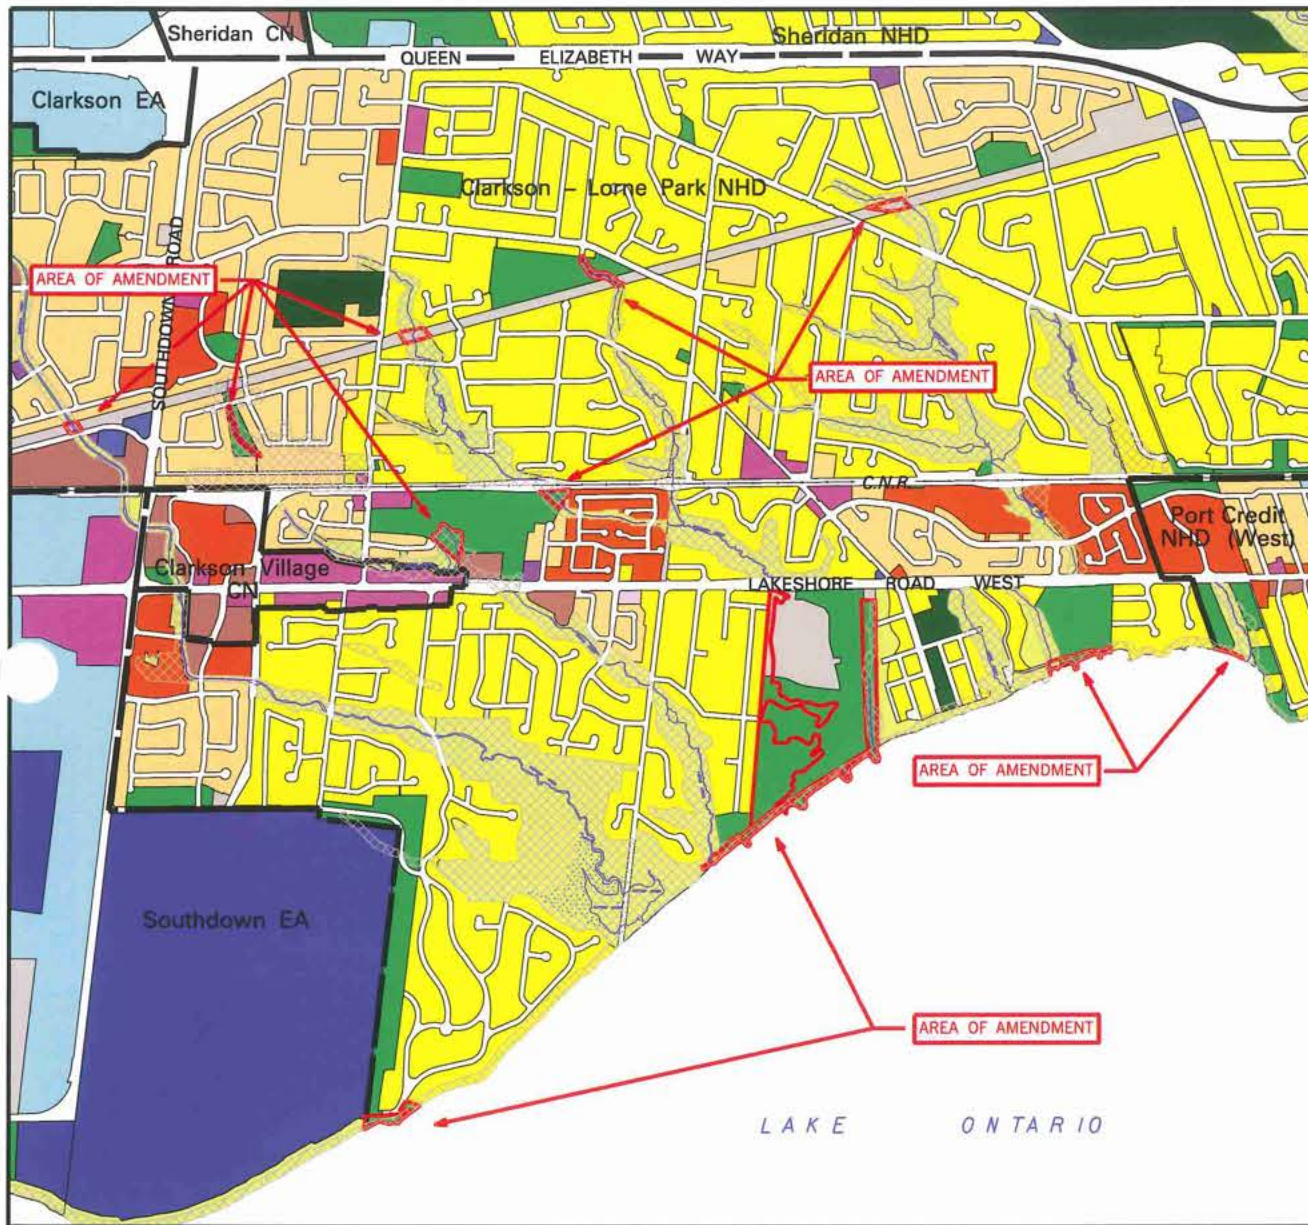 Sheridan CN
Sheridan NHD
QUEEN ELIZABETH WAY
Clarkson EA
Clarkson – Lorne Park NHD
SOUTHDOWN ROAD
AREA OF AMENDMENT
AREA OF AMENDMENT
C.N.R.
Port Credit
NHD (West)
Clarkson Village
CN
LAKESHORE ROAD WEST
AREA OF AMENDMENT
Southdown EA
AREA OF AMENDMENT
LAKE ONTARIO